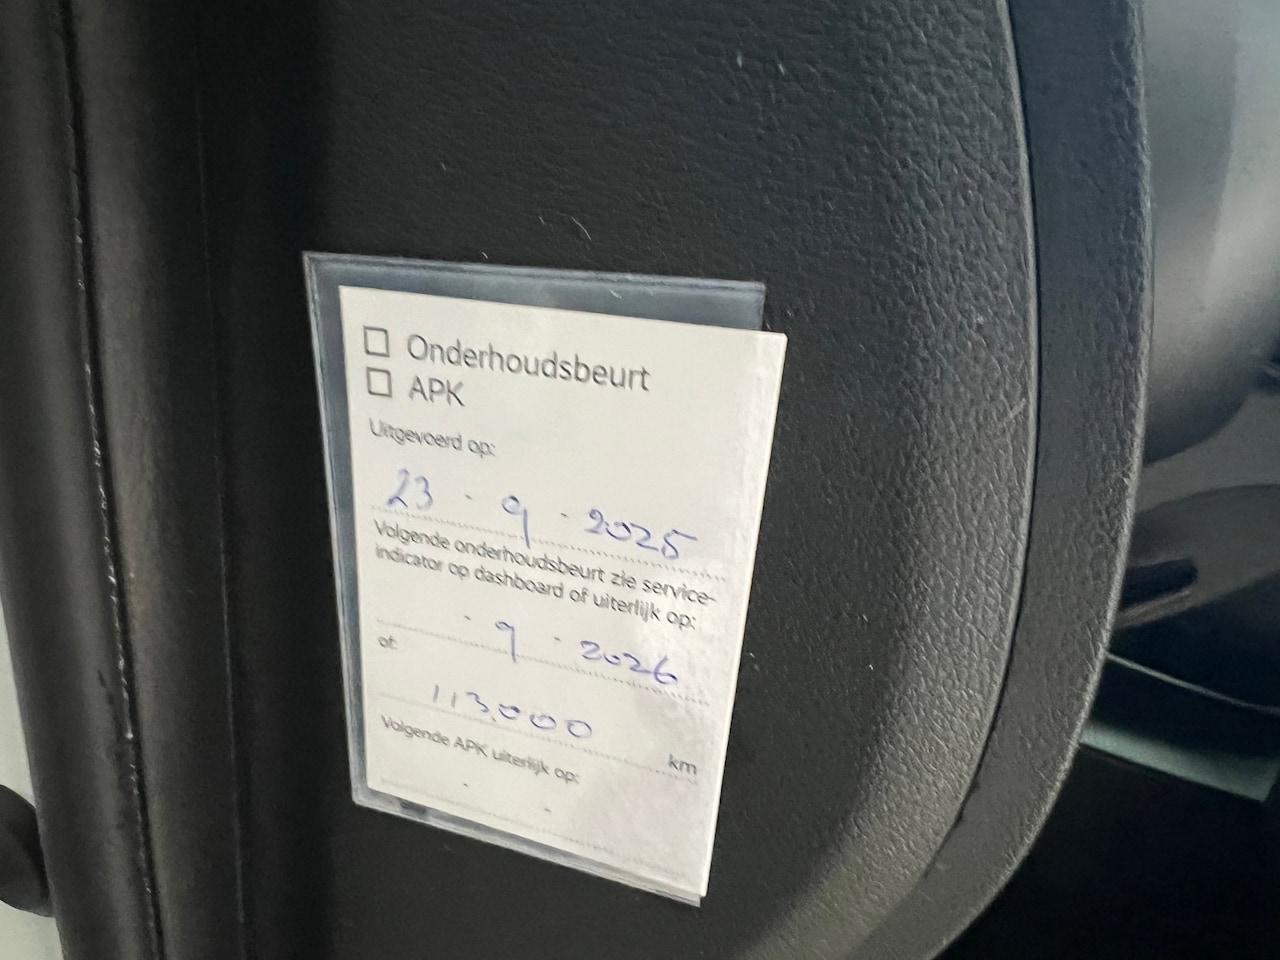 ☐ Onderhoudsbeurt
☐ APK
Uitgevoerd op:
23 - 9 - 2025
Volgende onderhoudsbeurt zie service-
indicator op dashboard of uiterlijk op:
- 9 - 2026
of:
113.000 km
Volgende APK uiterlijk op:
- -